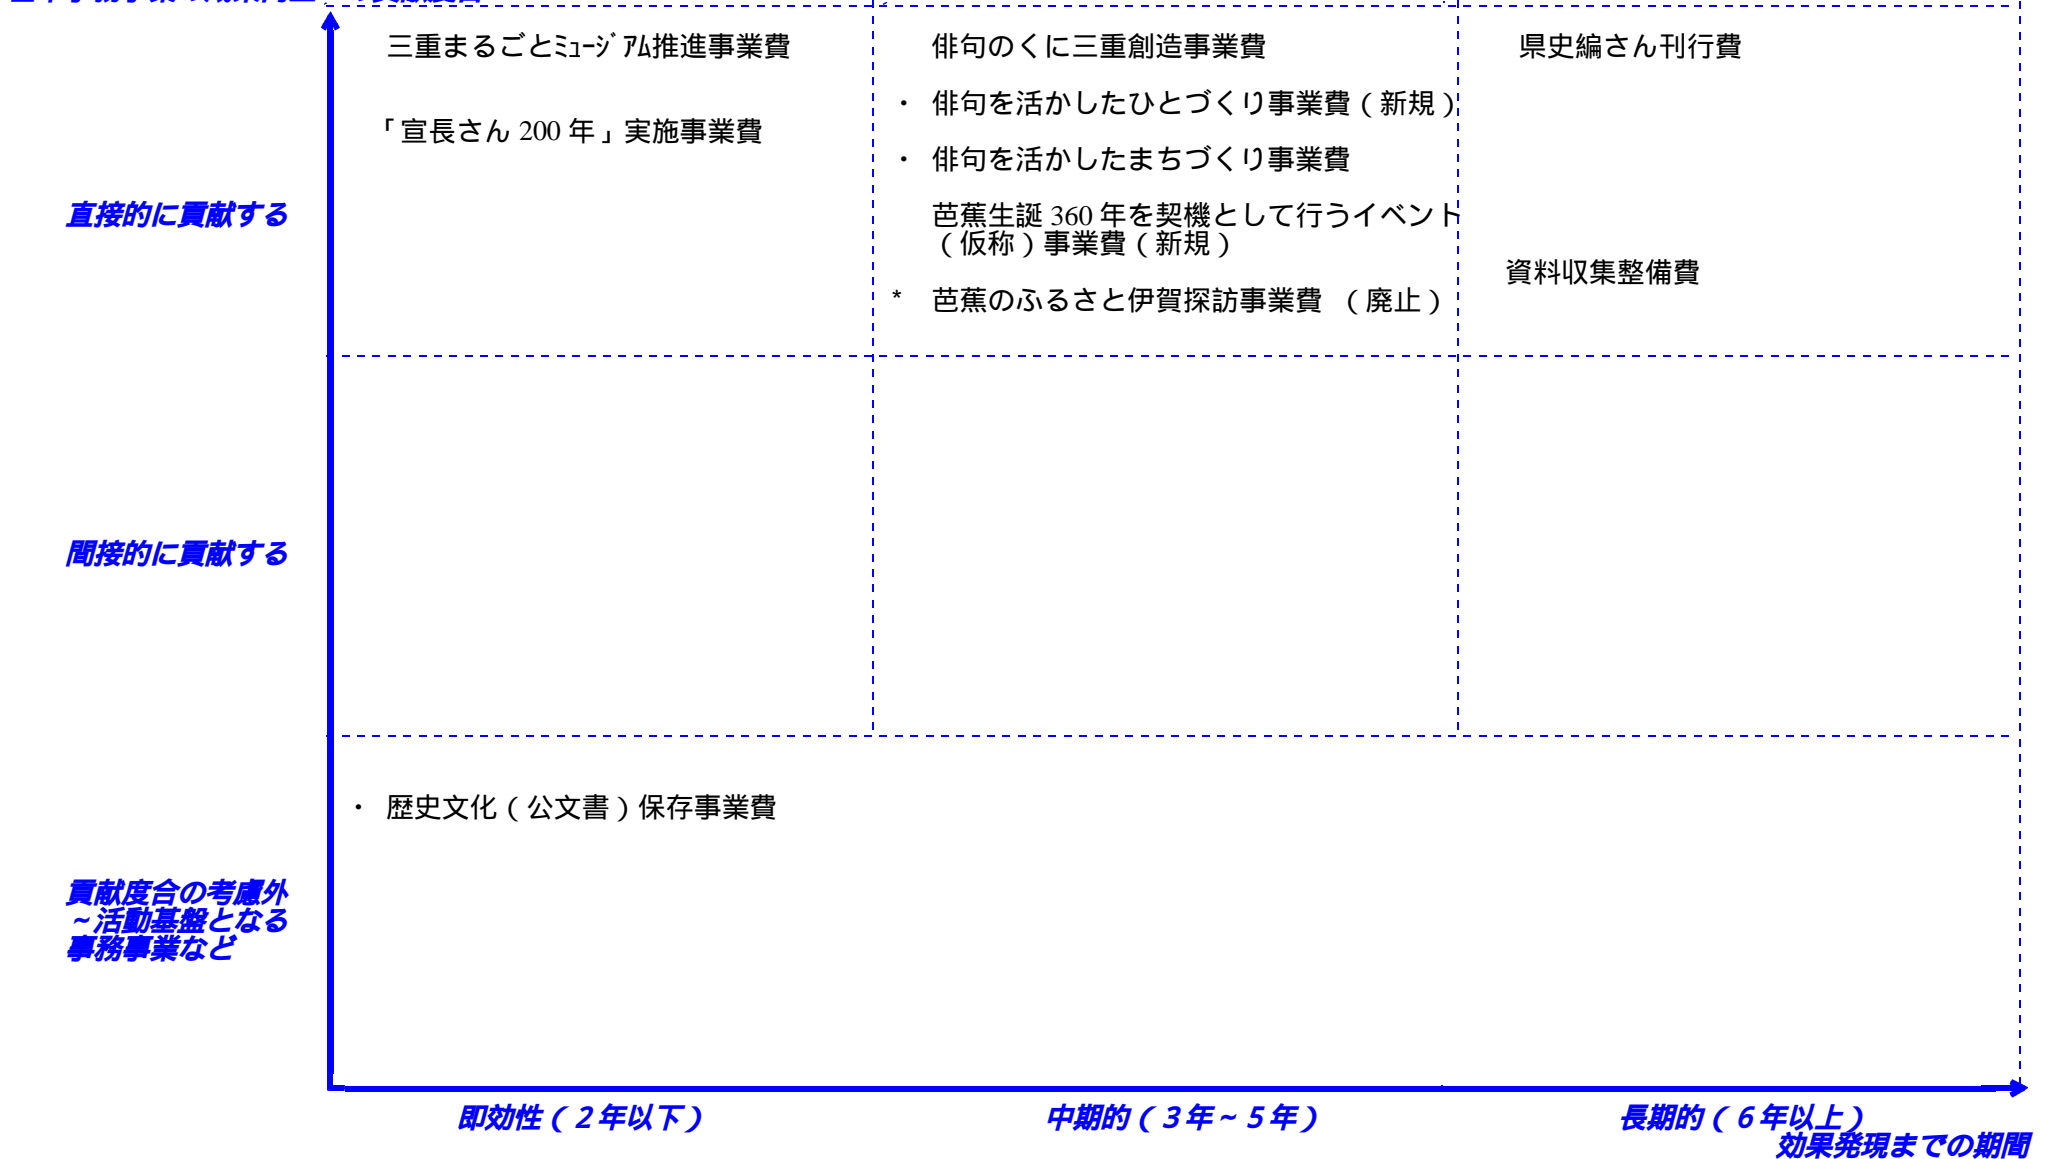 三重まるごとﾐｭｰｼﾞｱﾑ推進事業費
「宣長さん 200 年」実施事業費
俳句のくに三重創造事業費
・ 俳句を活かしたひとづくり事業費（新規）
・ 俳句を活かしたまちづくり事業費
芭蕉生誕 360 年を契機として行うイベント
（仮称）事業費（新規）
* 芭蕉のふるさと伊賀探訪事業費 （廃止）
県史編さん刊行費
資料収集整備費
直接的に貢献する
間接的に貢献する
・ 歴史文化（公文書）保存事業費
貢献度合の考慮外
～活動基盤となる
事務事業など
即効性（２年以下）
中期的（３年～５年）
長期的（６年以上）
効果発現までの期間